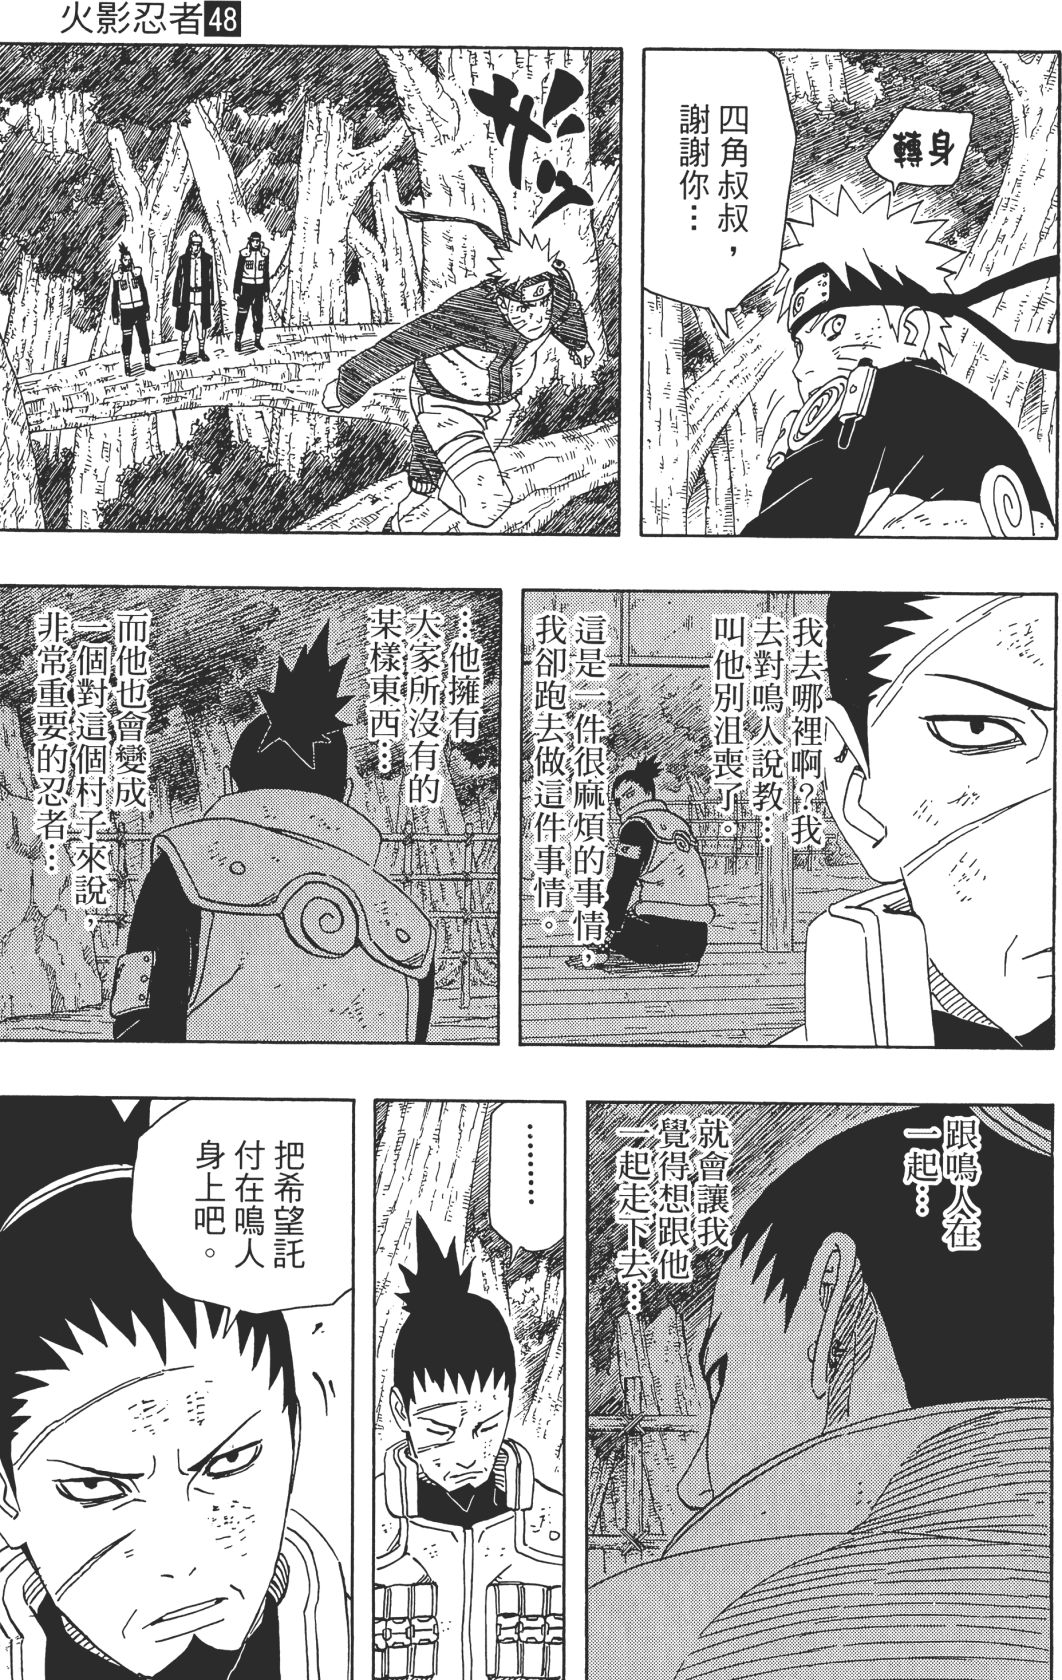 火影忍者48
轉身
四角叔叔，
謝謝你…
ザッ
我去哪裡啊？我
去對鳴人說教…
叫他別沮喪了。
這是一件很麻煩的事情，
我卻跑去做這件事情。
…他擁有
大家所沒有的
某樣東西…
而他也會變成
一個對這個村子來說，
非常重要的忍者…
跟鳴人在
一起…
就會讓我
覺得想跟他
一起走下去…
………
把希望託
付在鳴人
身上吧。